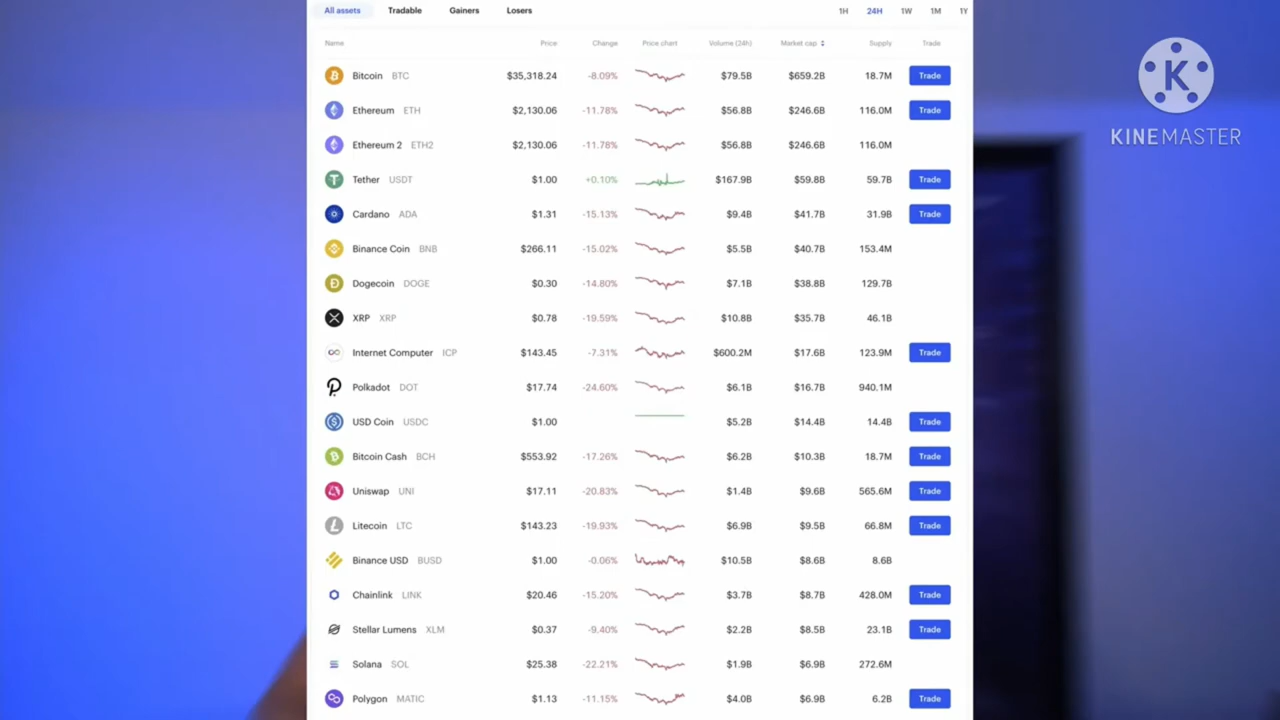 All assets Tradable Gainers Losers 1H 24H 1W 1M 1Y
Name Price Change Price chart Volume (24h) Market cap Supply Trade
Bitcoin BTC $35,318.24 -8.09% $79.5B $659.2B 18.7M Trade
Ethereum ETH $2,130.06 -11.78% $56.8B $246.6B 116.0M Trade
Ethereum 2 ETH2 $2,130.06 -11.78% $56.8B $246.6B 116.0M
Tether USDT $1.00 +0.10% $167.9B $59.8B 59.7B Trade
Cardano ADA $1.31 -15.13% $9.4B $41.7B 31.9B Trade
Binance Coin BNB $266.11 -15.02% $5.5B $40.7B 153.4M
Dogecoin DOGE $0.30 -14.80% $7.1B $38.8B 129.7B
XRP XRP $0.78 -19.59% $10.8B $35.7B 46.1B
Internet Computer ICP $143.45 -7.31% $600.2M $17.6B 123.9M Trade
Polkadot DOT $17.74 -24.60% $6.1B $16.7B 940.1M
USD Coin USDC $1.00 $5.2B $14.4B 14.4B Trade
Bitcoin Cash BCH $553.92 -17.26% $6.2B $10.3B 18.7M Trade
Uniswap UNI $17.11 -20.83% $1.4B $9.6B 565.6M Trade
Litecoin LTC $143.23 -19.93% $6.9B $9.5B 66.8M Trade
Binance USD BUSD $1.00 -0.06% $10.5B $8.6B 8.6B
Chainlink LINK $20.46 -15.20% $3.7B $8.7B 428.0M Trade
Stellar Lumens XLM $0.37 -9.40% $2.2B $8.5B 23.1B Trade
Solana SOL $25.38 -22.21% $1.9B $6.9B 272.6M
Polygon MATIC $1.13 -11.15% $4.0B $6.9B 6.2B Trade
K
KINEMASTER